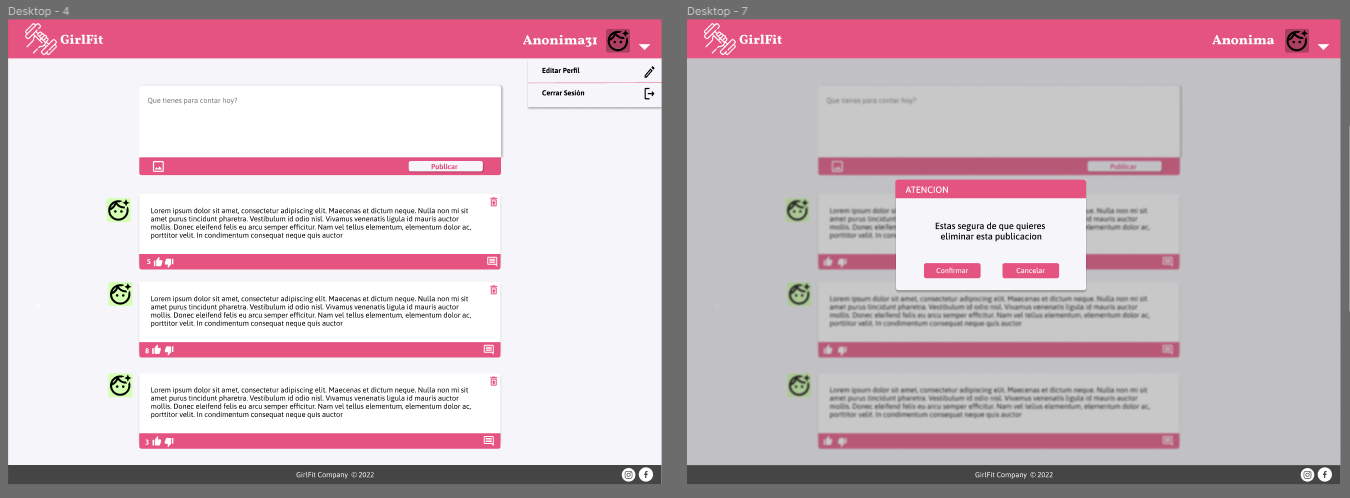 Desktop - 4
GirlFit
Anonima31
Editar Perfil
Cerrar Sesión
Que tienes para contar hoy?
Publicar
Lorem ipsum dolor sit amet, consectetur adipiscing elit. Maecenas et dictum neque. Nulla non mi sit
amet purus tincidunt pharetra. Vestibulum id odio nisl. Vivamus venenatis ligula id mauris auctor
mollis. Donec eleifend felis eu arcu semper efficitur. Nam vel tellus elementum, elementum dolor ac,
porttitor velit. In condimentum consequat neque quis auctor
5
Lorem ipsum dolor sit amet, consectetur adipiscing elit. Maecenas et dictum neque. Nulla non mi sit
amet purus tincidunt pharetra. Vestibulum id odio nisl. Vivamus venenatis ligula id mauris auctor
mollis. Donec eleifend felis eu arcu semper efficitur. Nam vel tellus elementum, elementum dolor ac,
porttitor velit. In condimentum consequat neque quis auctor
8
Lorem ipsum dolor sit amet, consectetur adipiscing elit. Maecenas et dictum neque. Nulla non mi sit
amet purus tincidunt pharetra. Vestibulum id odio nisl. Vivamus venenatis ligula id mauris auctor
mollis. Donec eleifend felis eu arcu semper efficitur. Nam vel tellus elementum, elementum dolor ac,
porttitor velit. In condimentum consequat neque quis auctor
3
GirlFit Company © 2022
Desktop - 7
GirlFit
Anonima
Que tienes para contar hoy?
Publicar
ATENCION
Estas segura de que quieres
eliminar esta publicacion
Confirmar
Cancelar
Lorem ipsum dolor sit amet, consectetur adipiscing elit. Maecenas et dictum neque. Nulla non mi sit
amet purus tincidunt pharetra. Vestibulum id odio nisl. Vivamus venenatis ligula id mauris auctor
mollis. Donec eleifend felis eu arcu semper efficitur. Nam vel tellus elementum, elementum dolor ac,
porttitor velit. In condimentum consequat neque quis auctor
Lorem ipsum dolor sit amet, consectetur adipiscing elit. Maecenas et dictum neque. Nulla non mi sit
amet purus tincidunt pharetra. Vestibulum id odio nisl. Vivamus venenatis ligula id mauris auctor
mollis. Donec eleifend felis eu arcu semper efficitur. Nam vel tellus elementum, elementum dolor ac,
porttitor velit. In condimentum consequat neque quis auctor
GirlFit Company © 2022